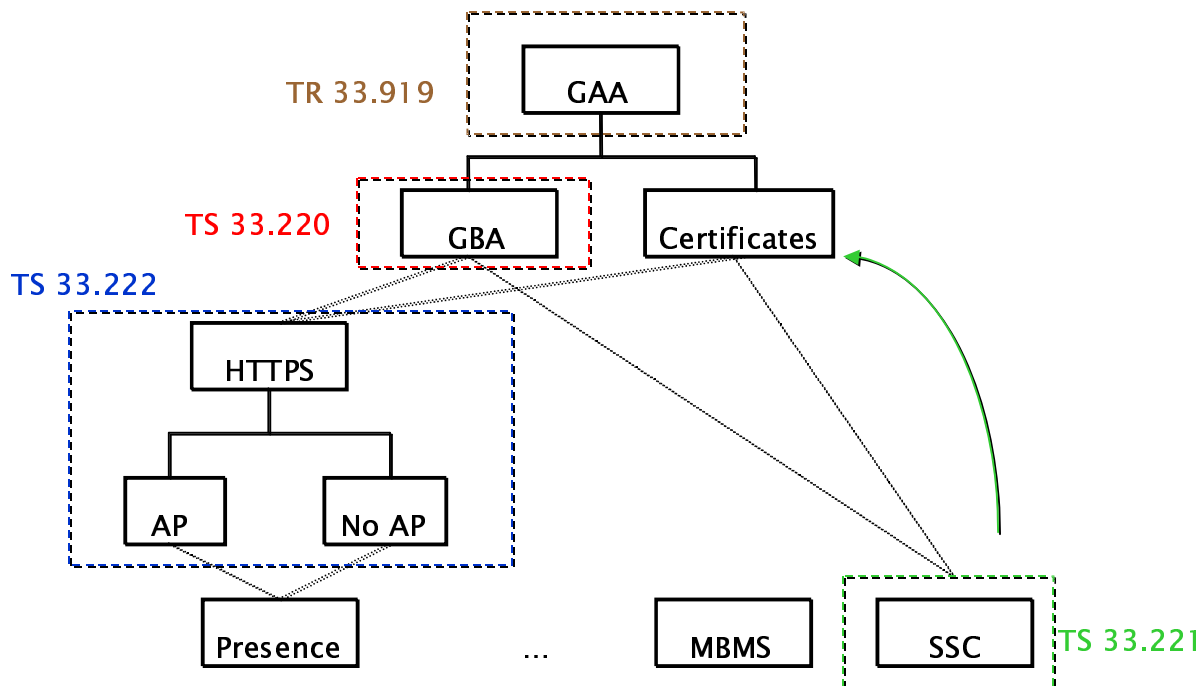 GAA
TR 33.919
TS 33.220
GBA
Certificates
TS 33.222
HTTPS
AP
No AP
Presence
...
MBMS
SSC
TS 33.221